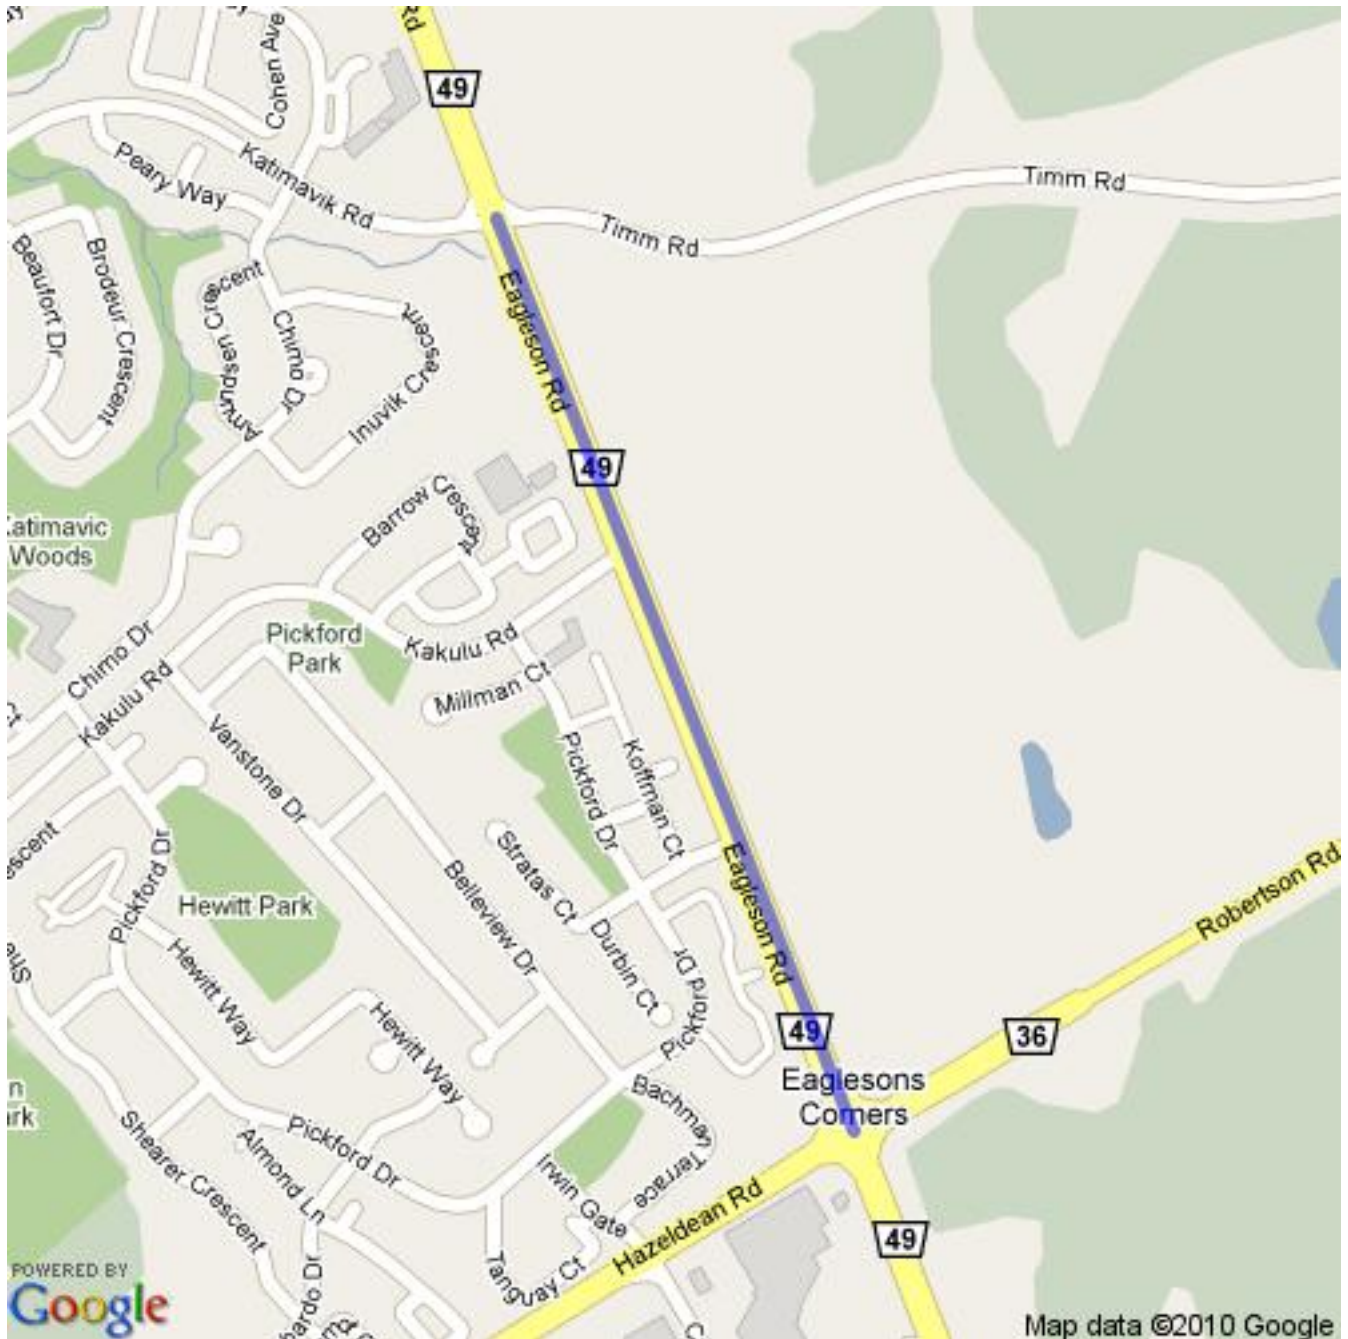 Rd
49
Cohen Ave
Katimavik Rd
Peary Way
Timm Rd
Timm Rd
Eagleson Rd
Beaufort Dr
Brodeur Crescent
Amundsen Crescent
Chimo Dr
Inuvik Crescent
49
Barrow Crescent
Katimavic
Woods
Pickford
Park
Kakulu Rd
Chimo Dr
Kakulu Rd
Ct
Millman Ct
Vanstone Dr
Pickford Dr
Koffman Ct
escent
Pickford Dr
Stratas Ct
Belleview Dr
Eagleson Rd
Robertson Rd
Hewitt Park
Durbin Ct
Hewitt Way
Pickford Dr
Hewitt Way
49
36
Eaglesons
Corners
Bachman Terrace
Shearer Crescent
Pickford Dr
Almond Ln
Irwin Gate
Hazeldean Rd
49
Tanguay Ct
POWERED BY
Google
Map data ©2010 Google